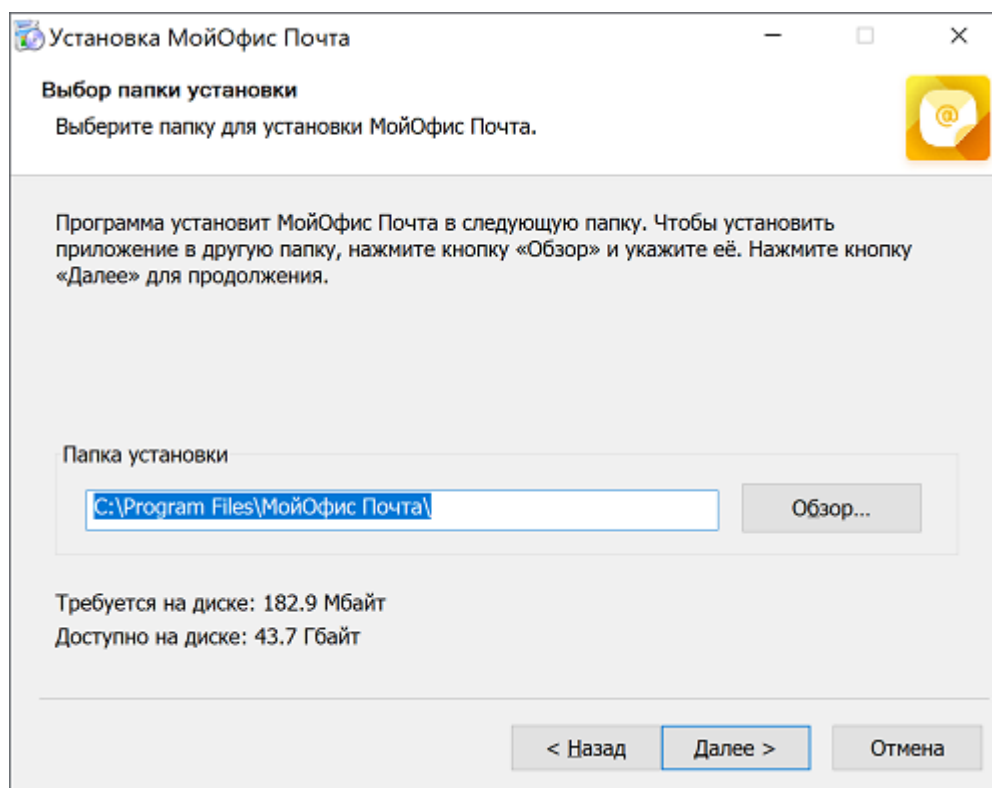 Установка МойОфис Почта
Выбор папки установки
Выберите папку для установки МойОфис Почта.
@
Программа установит МойОфис Почта в следующую папку. Чтобы установить
приложение в другую папку, нажмите кнопку «Обзор» и укажите её. Нажмите кнопку
«Далее» для продолжения.
Папка установки
C:\Program Files\МойОфис Почта\
Обзор...
Требуется на диске: 182.9 Мбайт
Доступно на диске: 43.7 Гбайт
< Назад
Далее >
Отмена